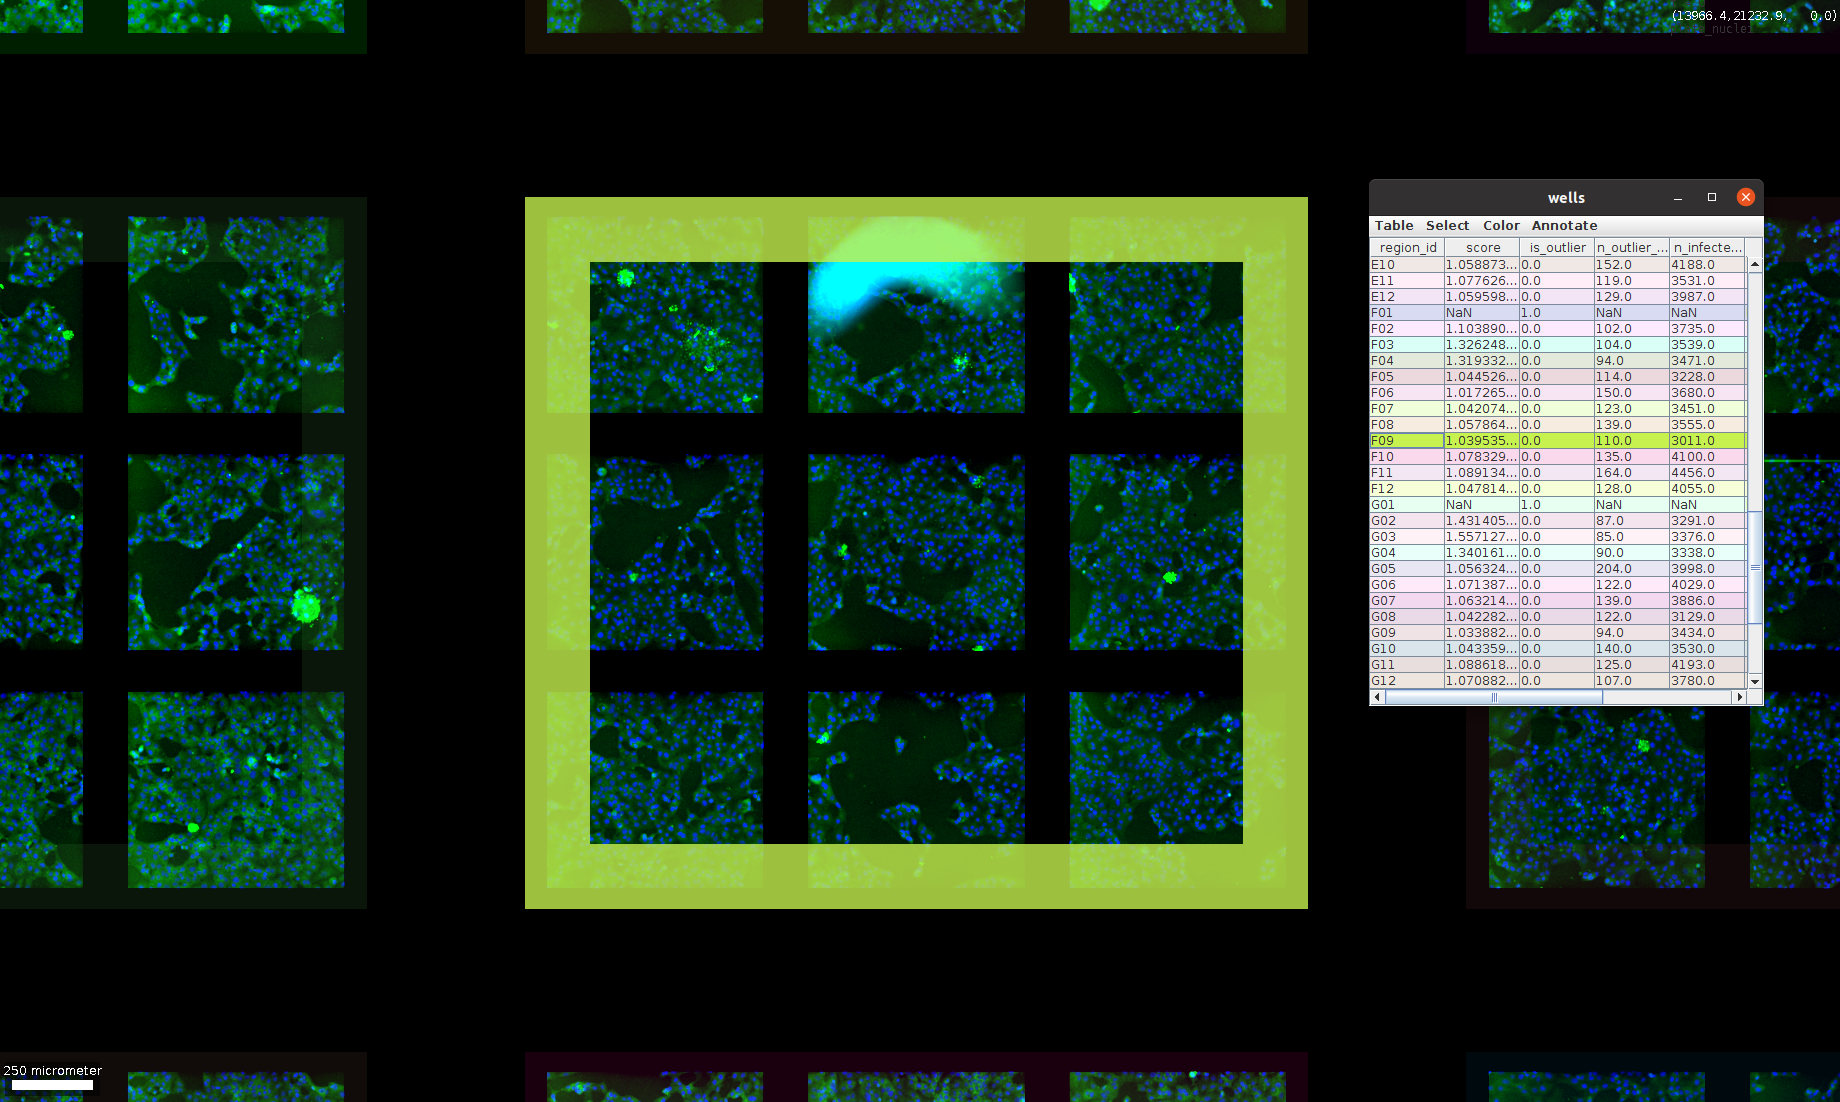 (13966.4,21232.9, 0.0)
wells
Table Select Color Annotate
region_id score is_outlier n_outlier_... n_infecte...
E10 1.058873... 0.0 152.0 4188.0
E11 1.077626... 0.0 119.0 3531.0
E12 1.059598... 0.0 129.0 3987.0
F01 NaN 1.0 NaN NaN
F02 1.103890... 0.0 102.0 3735.0
F03 1.326248... 0.0 104.0 3539.0
F04 1.319332... 0.0 94.0 3471.0
F05 1.044526... 0.0 114.0 3228.0
F06 1.017265... 0.0 150.0 3680.0
F07 1.042074... 0.0 123.0 3451.0
F08 1.057864... 0.0 139.0 3555.0
F09 1.039535... 0.0 110.0 3011.0
F10 1.078329... 0.0 135.0 4100.0
F11 1.089134... 0.0 164.0 4456.0
F12 1.047814... 0.0 128.0 4055.0
G01 NaN 1.0 NaN NaN
G02 1.431405... 0.0 87.0 3291.0
G03 1.557127... 0.0 85.0 3376.0
G04 1.340161... 0.0 90.0 3338.0
G05 1.056324... 0.0 204.0 3998.0
G06 1.071387... 0.0 122.0 4029.0
G07 1.063214... 0.0 139.0 3886.0
G08 1.042282... 0.0 122.0 3129.0
G09 1.033882... 0.0 94.0 3434.0
G10 1.043359... 0.0 140.0 3530.0
G11 1.088618... 0.0 125.0 4193.0
G12 1.070882... 0.0 107.0 3780.0
250 micrometer